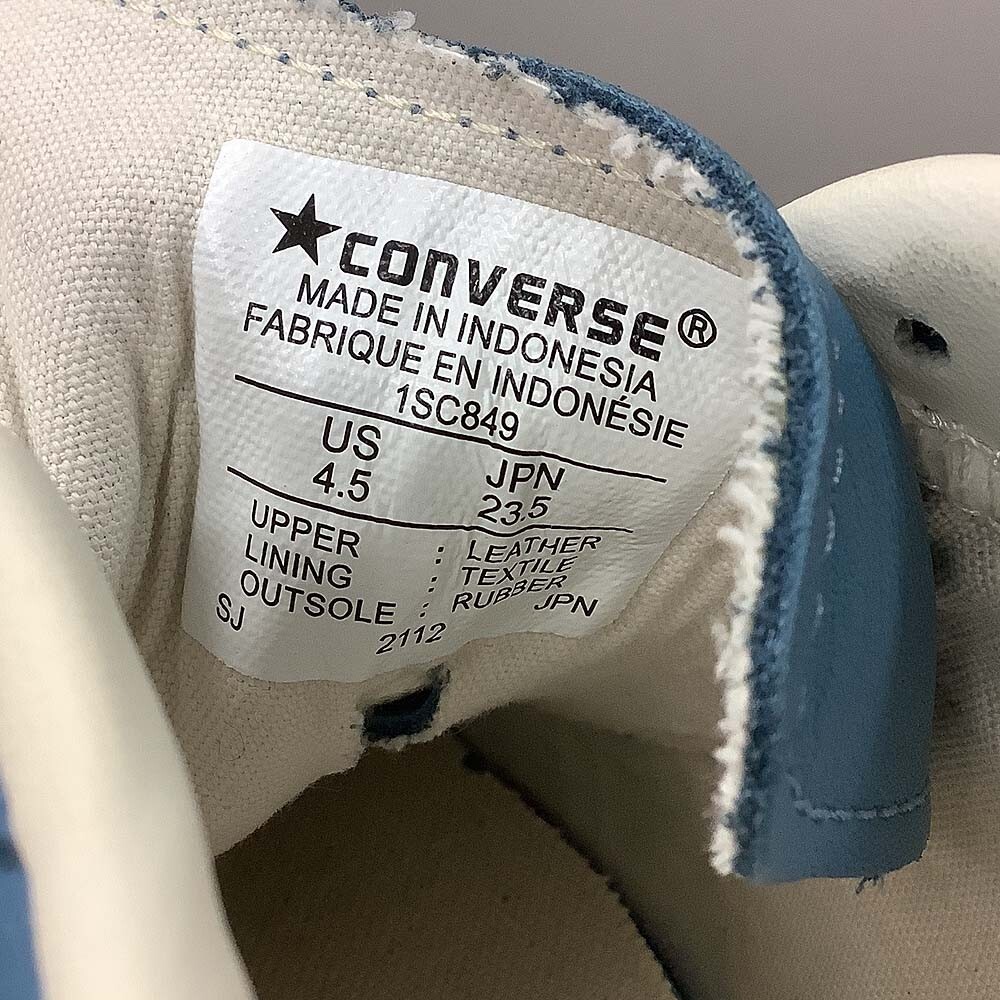 ★CONVERSE®
MADE IN INDONESIA
FABRIQUE EN INDONÉSIE
1SC849
US JPN
4.5 23.5
UPPER : LEATHER
LINING : TEXTILE
OUTSOLE : RUBBER
SJ 2112 JPN